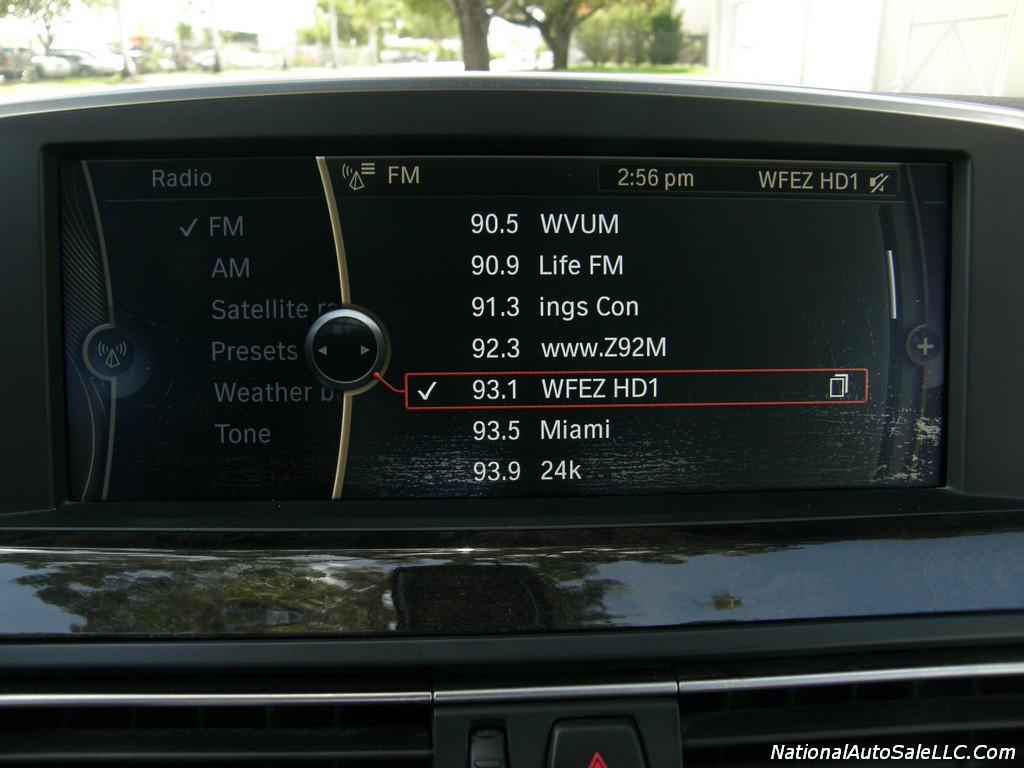 Radio
FM 2:56 pm WFEZ HD1
FM
AM
Satellite
Presets
Weather
Tone
90.5 WVUM
90.9 Life FM
91.3 ings Con
92.3 www.Z92M
93.1 WFEZ HD1
93.5 Miami
93.9 24k
NationalAutoSaleLLC.Com